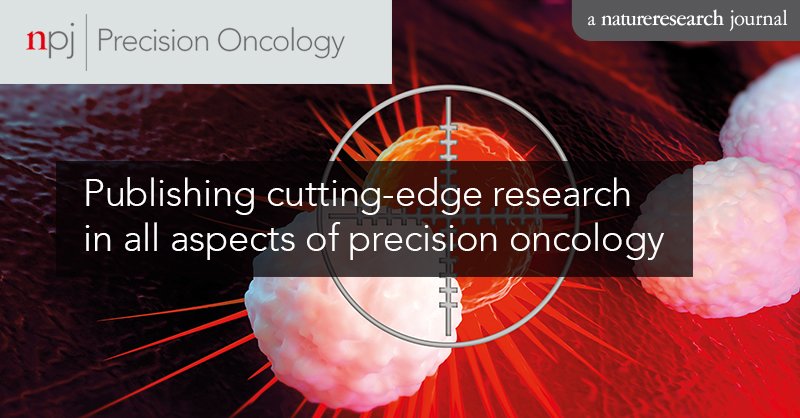 npj Precision Oncology
a natureresearch journal
Publishing cutting-edge research
in all aspects of precision oncology